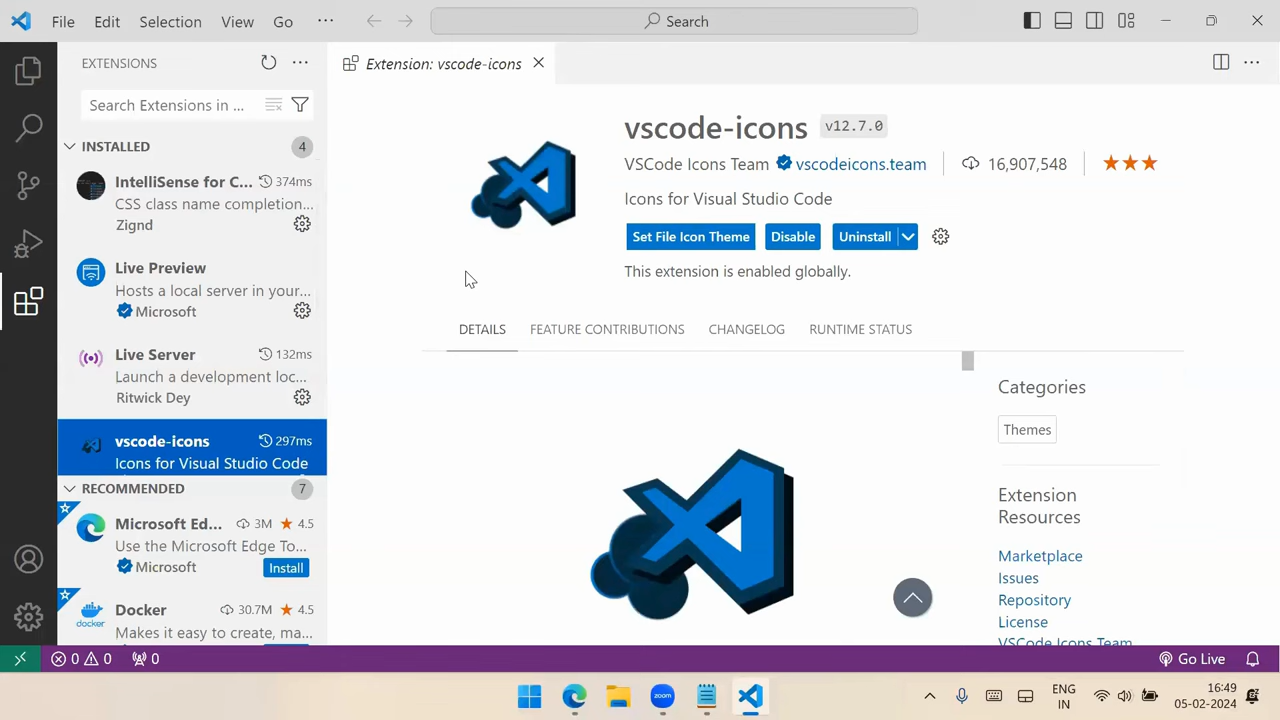 File Edit Selection View Go ··· Search
EXTENSIONS
Extension: vscode-icons
Search Extensions in ...
INSTALLED 4
IntelliSense for C... 374ms
CSS class name completion...
Zignd
Live Preview
Hosts a local server in your...
Microsoft
Live Server 132ms
Launch a development loc...
Ritwick Dey
vscode-icons 297ms
Icons for Visual Studio Code
RECOMMENDED 7
Microsoft Ed... 3M 4.5
Use the Microsoft Edge To...
Microsoft Install
Docker 30.7M 4.5
docker
Makes it easy to create, ma...
vscode-icons v12.7.0
VSCode Icons Team vscodeicons.team 16,907,548
Icons for Visual Studio Code
Set File Icon Theme Disable Uninstall
This extension is enabled globally.
DETAILS FEATURE CONTRIBUTIONS CHANGELOG RUNTIME STATUS
Categories
Themes
Extension
Resources
Marketplace
Issues
Repository
License
VSCode Icons Team
0 0 0 Go Live
zoom
ENG
IN
16:49
05-02-2024